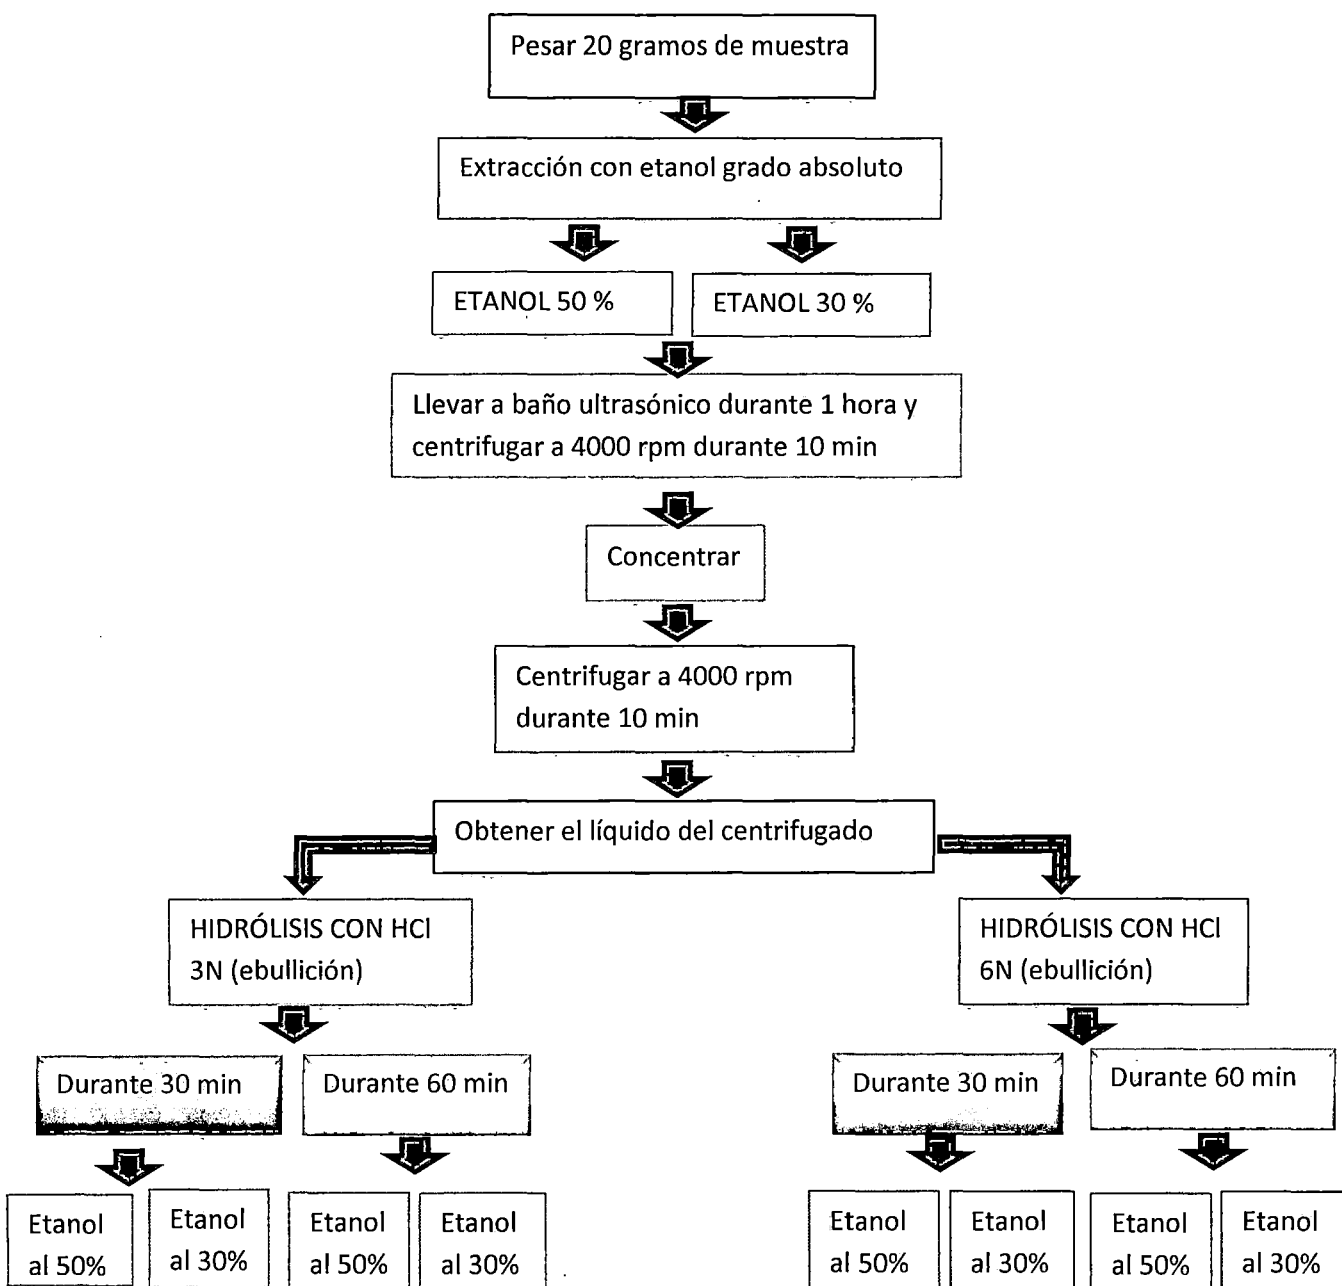 Pesar 20 gramos de muestra
Extracción con etanol grado absoluto
ETANOL 50 %
ETANOL 30 %
Llevar a baño ultrasónico durante 1 hora y
centrifugar a 4000 rpm durante 10 min
Concentrar
Centrifugar a 4000 rpm
durante 10 min
Obtener el líquido del centrifugado
HIDRÓLISIS CON HCl
3N (ebullición)
HIDRÓLISIS CON HCl
6N (ebullición)
Durante 30 min
Durante 60 min
Durante 30 min
Durante 60 min
Etanol
al 50%
Etanol
al 30%
Etanol
al 50%
Etanol
al 30%
Etanol
al 50%
Etanol
al 30%
Etanol
al 50%
Etanol
al 30%